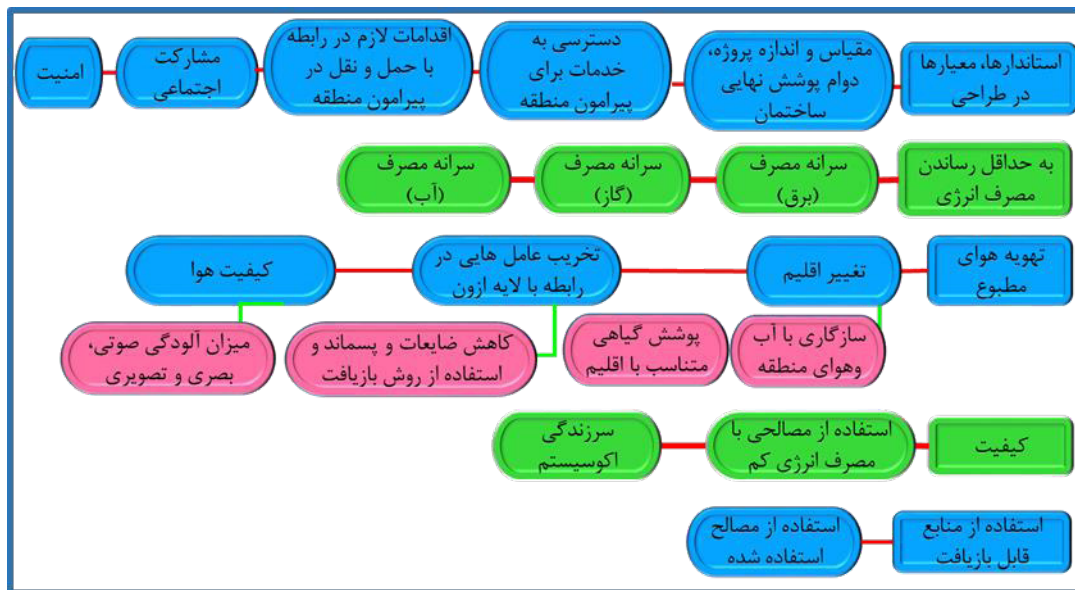 استاندارها، معیارها
در طراحی
مقیاس و اندازه پروژه،
دوام پوشش نهایی
ساختمان
دسترسی به
خدمات برای
پیرامون منطقه
اقدامات لازم در رابطه
با حمل و نقل در
پیرامون منطقه
مشارکت
اجتماعی
امنیت
به حداقل رساندن
مصرف انرژی
سرانه مصرف
(برق)
سرانه مصرف
(گاز)
سرانه مصرف
(آب)
تهویه هوای
مطبوع
تغییر اقلیم
تخریب عامل هایی در
رابطه با لایه ازون
کیفیت هوا
سازگاری با آب
وهوای منطقه
پوشش گیاهی
متناسب با اقلیم
کاهش ضایعات و پسماند و
استفاده از روش بازیافت
میزان آلودگی صوتی،
بصری و تصویری
کیفیت
استفاده از مصالحی با
مصرف انرژی کم
سرزندگی
اکوسیستم
استفاده از منابع
قابل بازیافت
استفاده از مصالح
استفاده شده